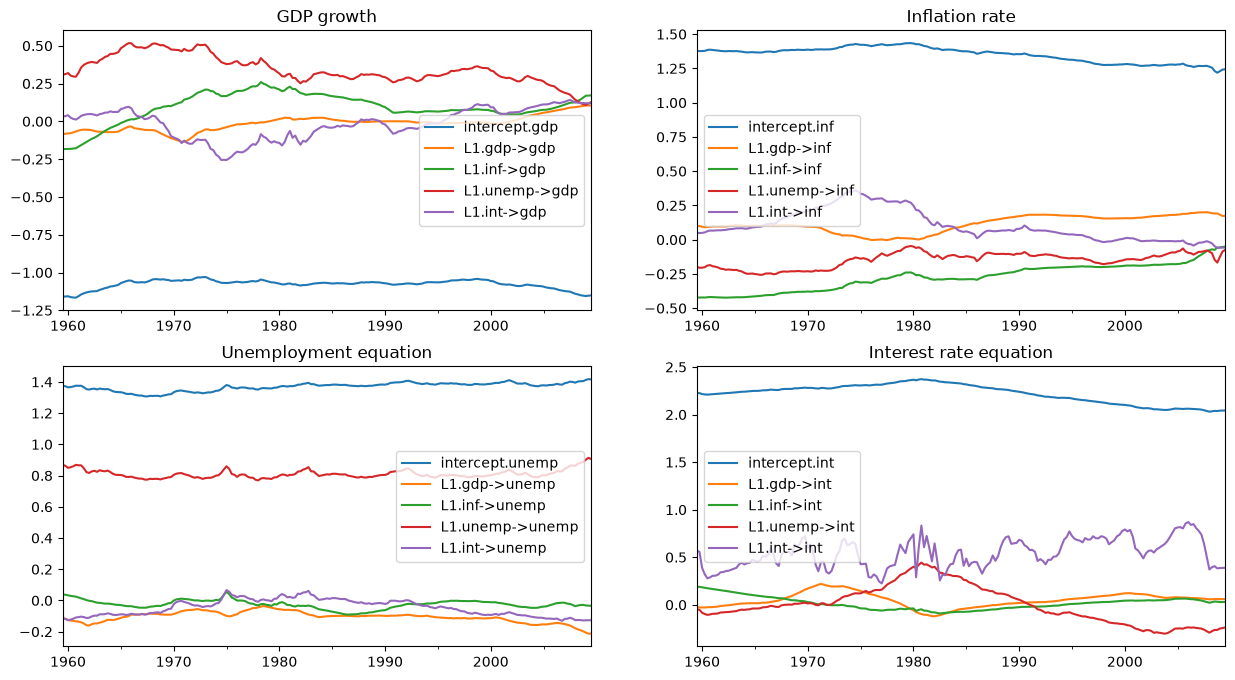 GDP growth
0.50
0.25
0.00
−0.25
−0.50
−0.75
−1.00
−1.25
1960
1970
1980
1990
2000
intercept.gdp
L1.gdp->gdp
L1.inf->gdp
L1.unemp->gdp
L1.int->gdp
Inflation rate
1.50
1.25
1.00
0.75
0.50
0.25
0.00
−0.25
−0.50
1960
1970
1980
1990
2000
intercept.inf
L1.gdp->inf
L1.inf->inf
L1.unemp->inf
L1.int->inf
Unemployment equation
1.4
1.2
1.0
0.8
0.6
0.4
0.2
0.0
−0.2
1960
1970
1980
1990
2000
intercept.unemp
L1.gdp->unemp
L1.inf->unemp
L1.unemp->unemp
L1.int->unemp
Interest rate equation
2.5
2.0
1.5
1.0
0.5
0.0
1960
1970
1980
1990
2000
intercept.int
L1.gdp->int
L1.inf->int
L1.unemp->int
L1.int->int